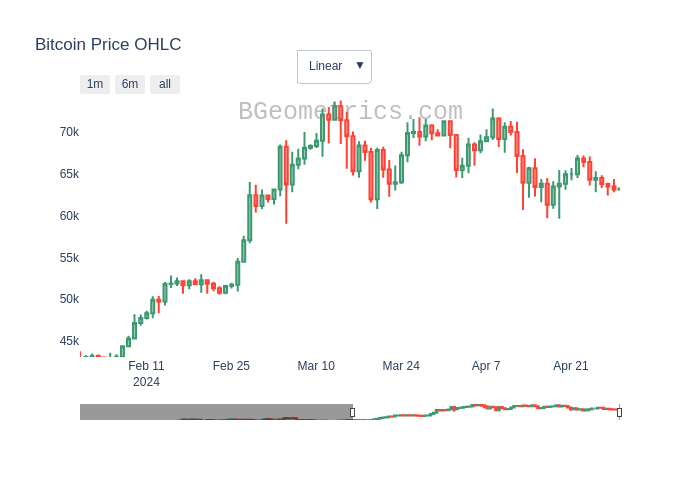 Bitcoin Price OHLC
Linear ▼
1m 6m all
BGeometrics.com
70k
65k
60k
55k
50k
45k
Feb 11 Feb 25 Mar 10 Mar 24 Apr 7 Apr 21
2024